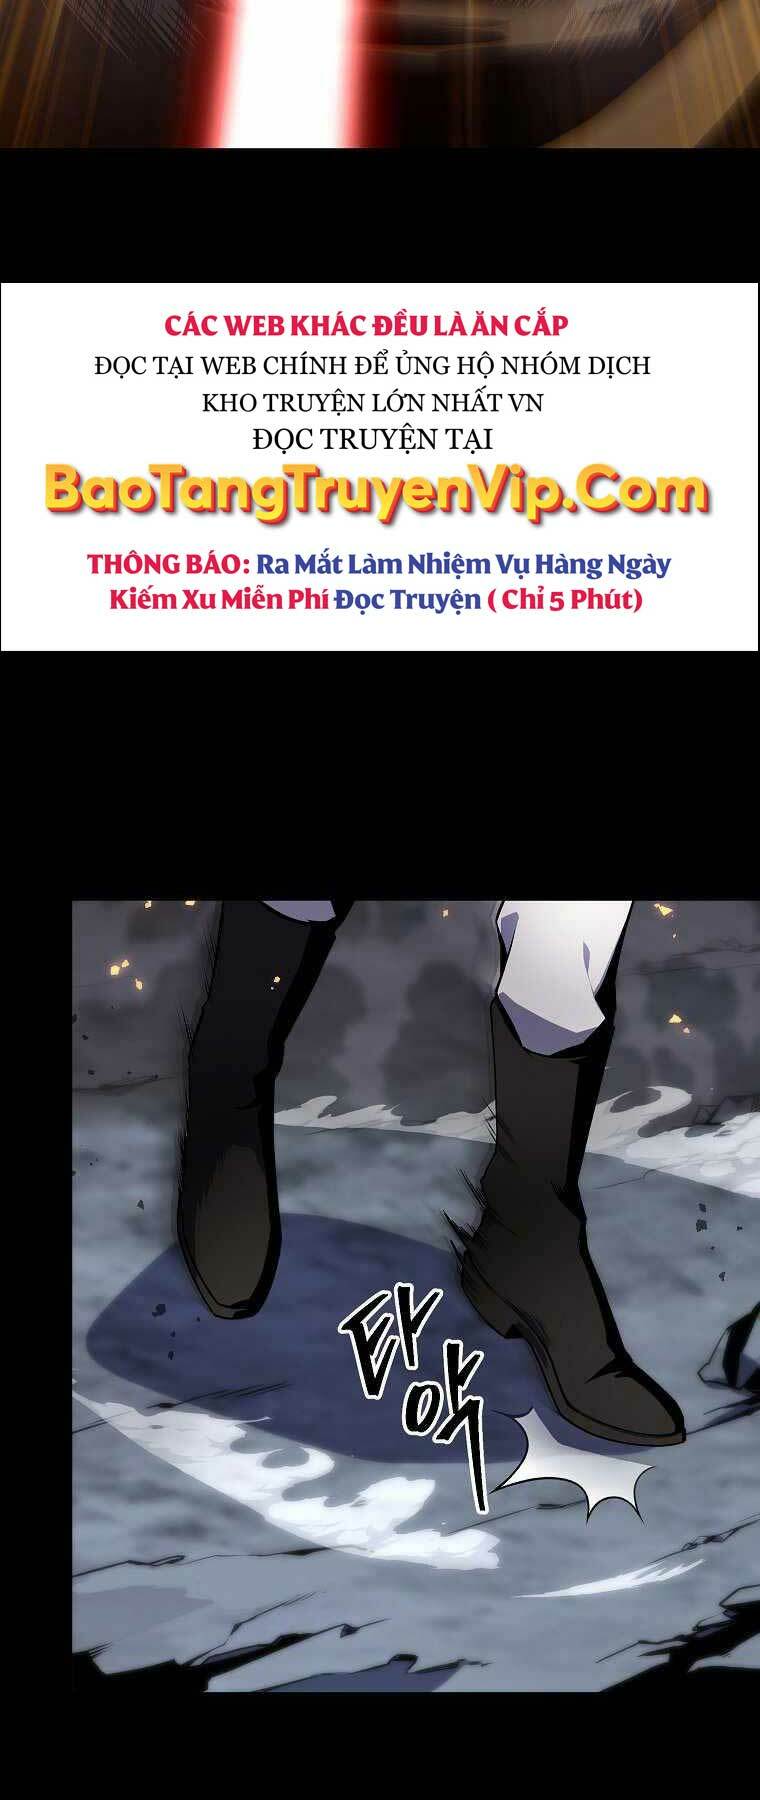 CÁC WEB KHÁC ĐỀU LÀ ĂN CẮP
ĐỌC TẠI WEB CHÍNH ĐỂ ỦNG HỘ NHÓM DỊCH
KHO TRUYỆN LỚN NHẤT VN
ĐỌC TRUYỆN TẠI
BaoTangTruyenVip.Com
THÔNG BÁO: Ra Mắt Làm Nhiệm Vụ Hàng Ngày
Kiếm Xu Miễn Phí Đọc Truyện ( Chỉ 5 Phút)
타
악